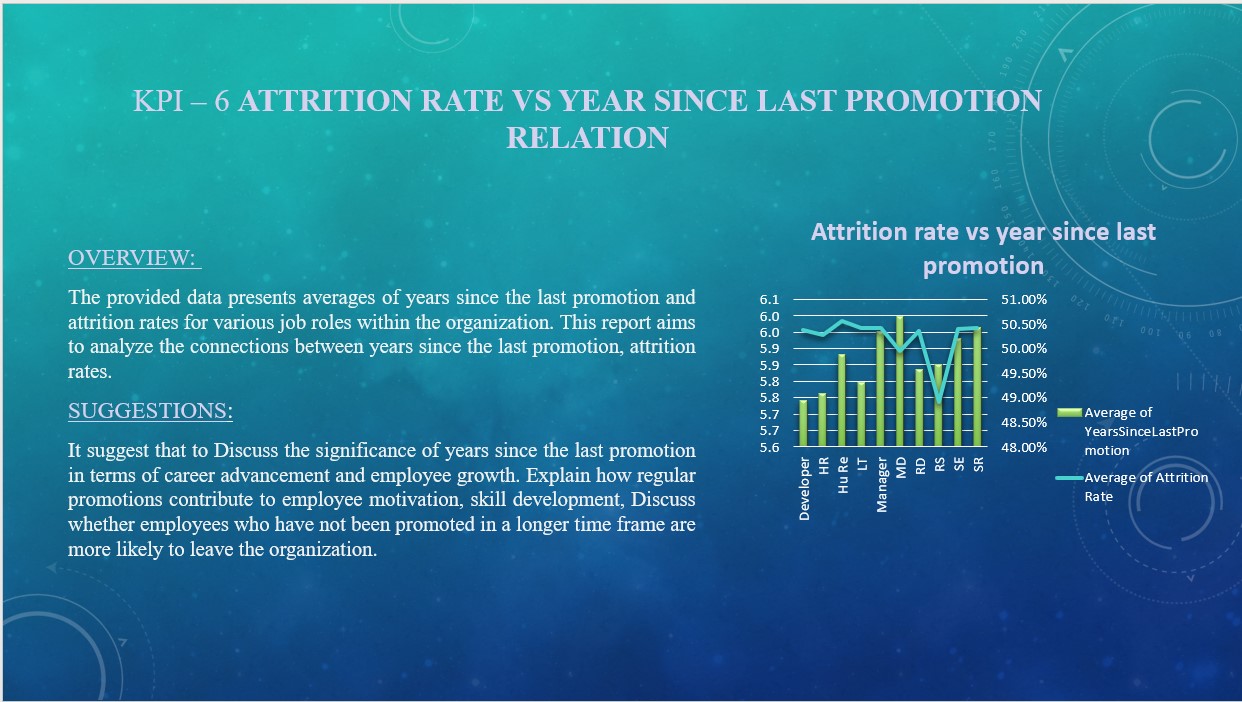 KPI – 6 ATTRITION RATE VS YEAR SINCE LAST PROMOTION
RELATION
OVERVIEW:
The provided data presents averages of years since the last promotion and
attrition rates for various job roles within the organization. This report aims
to analyze the connections between years since the last promotion, attrition
rates.
SUGGESTIONS:
It suggest that to Discuss the significance of years since the last promotion
in terms of career advancement and employee growth. Explain how regular
promotions contribute to employee motivation, skill development, Discuss
whether employees who have not been promoted in a longer time frame are
more likely to leave the organization.
Attrition rate vs year since last
promotion
6.1
6.0
6.0
5.9
5.9
5.8
5.8
5.7
5.7
5.6
51.00%
50.50%
50.00%
49.50%
49.00%
48.50%
48.00%
Developer
HR
Hu Re
LT
Manager
MD
RD
RS
SE
SR
Average of
YearsSinceLastPro
motion
Average of Attrition
Rate